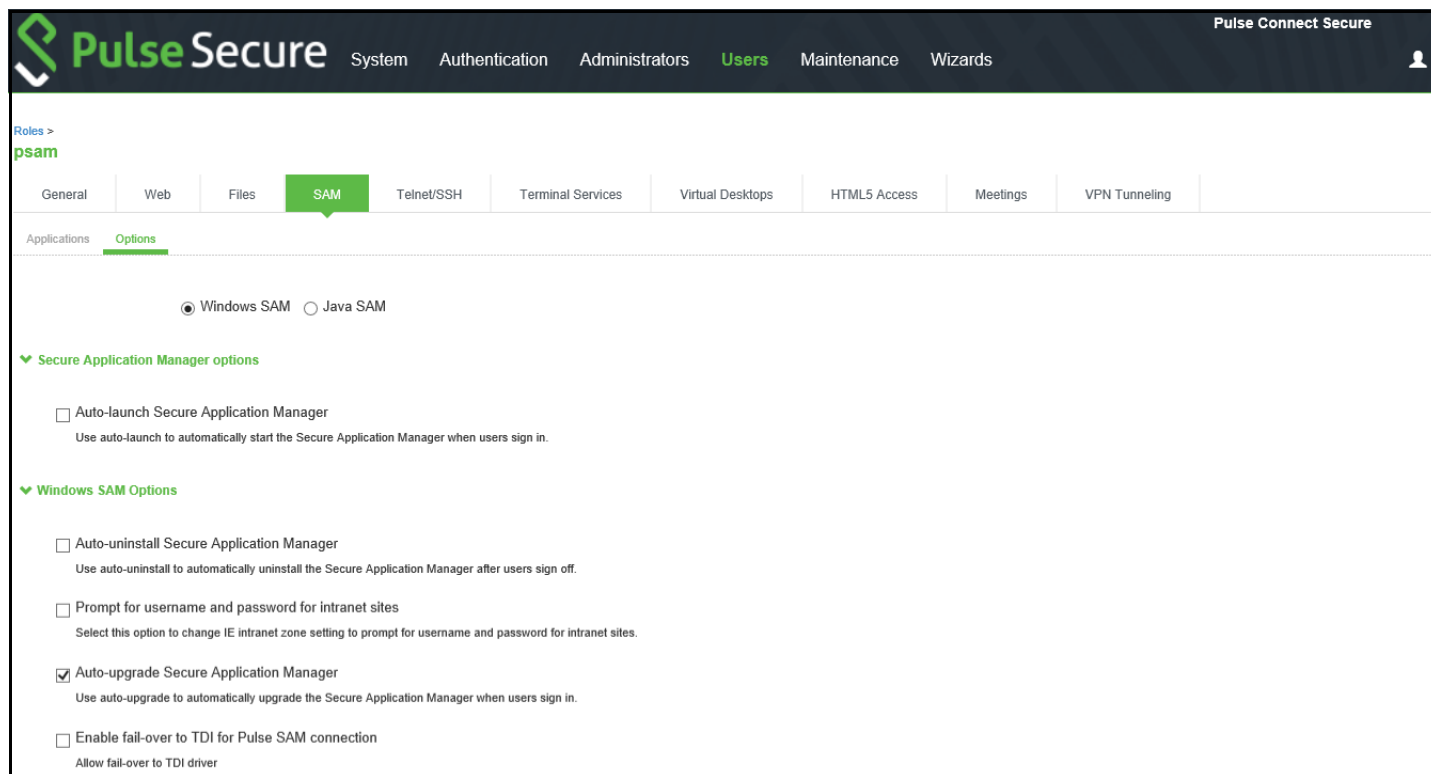 Pulse Connect Secure
Pulse Secure System Authentication Administrators Users Maintenance Wizards
Roles >
psam
General Web Files SAM Telnet/SSH Terminal Services Virtual Desktops HTML5 Access Meetings VPN Tunneling
Applications Options
Windows SAM Java SAM
Secure Application Manager options
Auto-launch Secure Application Manager
Use auto-launch to automatically start the Secure Application Manager when users sign in.
Windows SAM Options
Auto-uninstall Secure Application Manager
Use auto-uninstall to automatically uninstall the Secure Application Manager after users sign off.
Prompt for username and password for intranet sites
Select this option to change IE intranet zone setting to prompt for username and password for intranet sites.
Auto-upgrade Secure Application Manager
Use auto-upgrade to automatically upgrade the Secure Application Manager when users sign in.
Enable fail-over to TDI for Pulse SAM connection
Allow fail-over to TDI driver